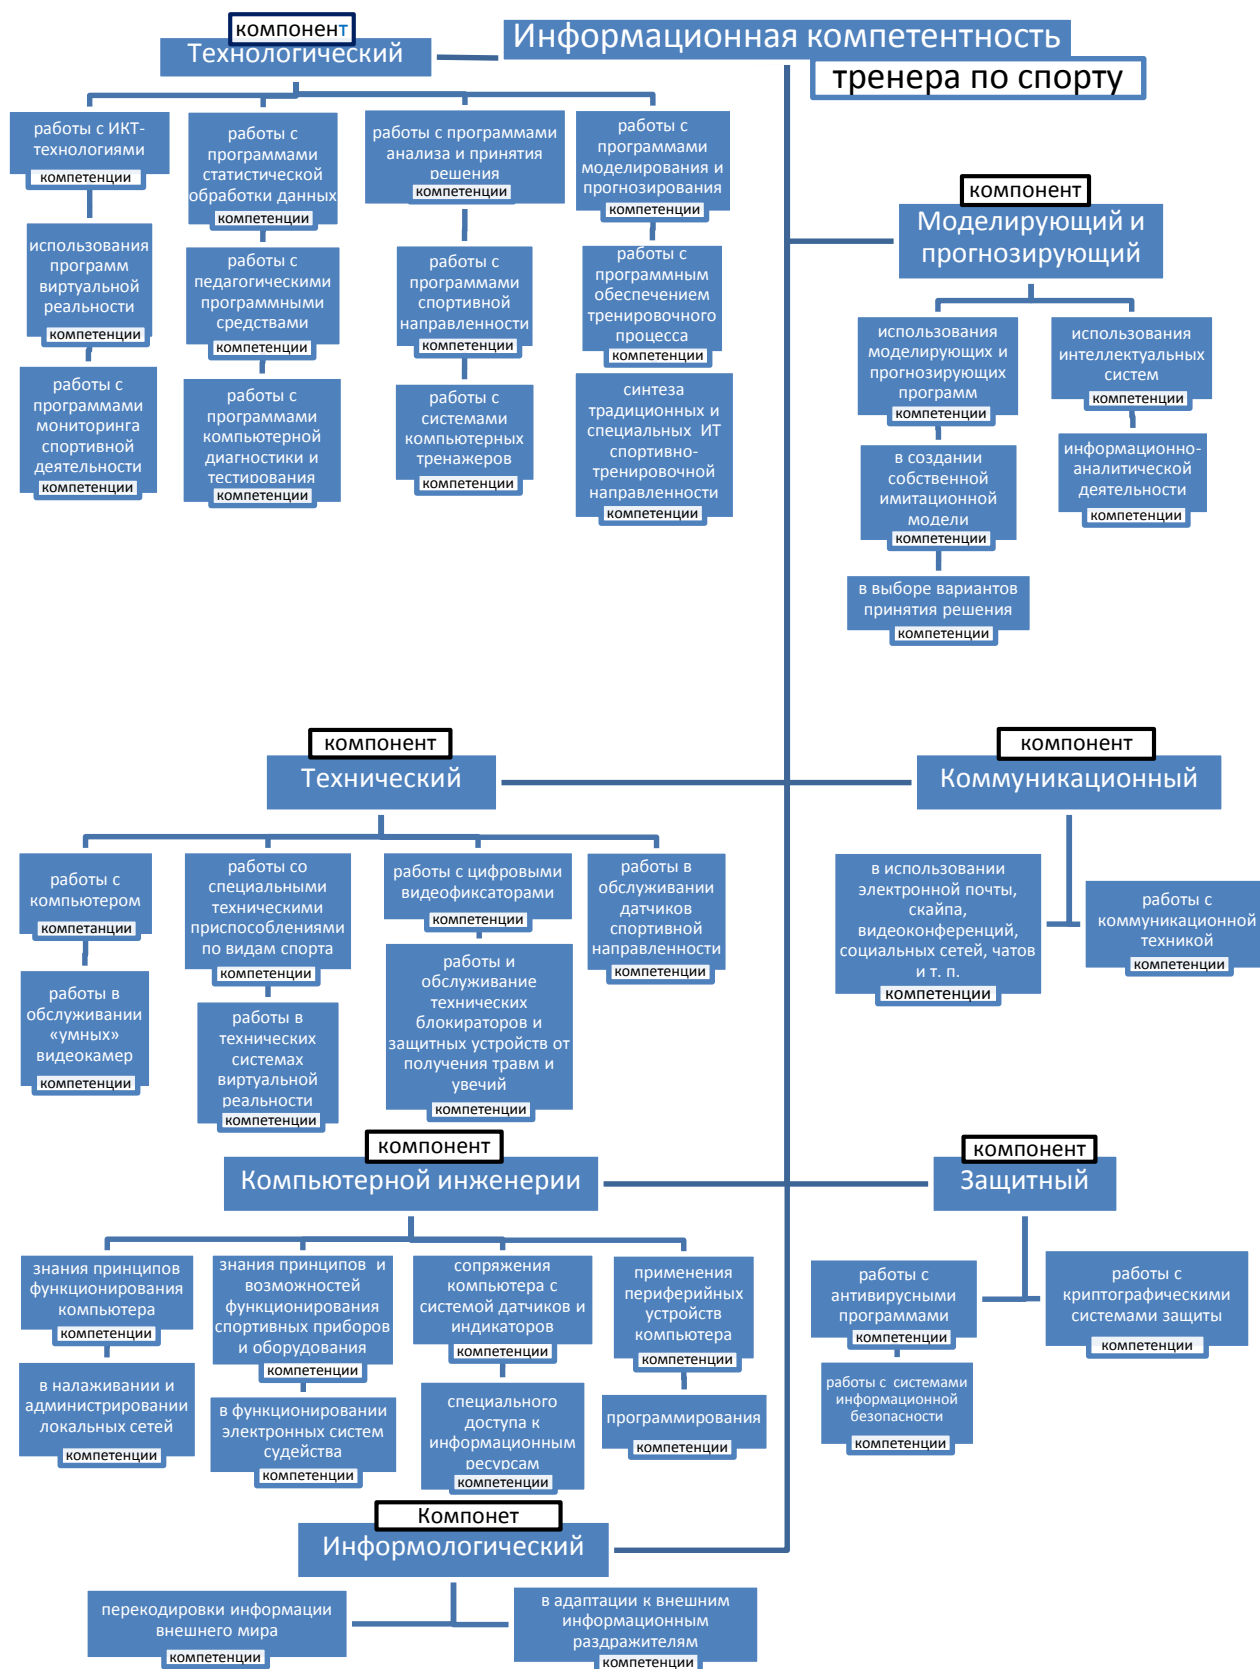 Информационная компетентность
тренера по спорту
компонент
Технологический
работы с ИКТ-
технологиями
компетенции
использования
программ
виртуальной
реальности
компетенции
работы с
программами
мониторинга
спортивной
деятельности
компетенции
работы с
программами
статистической
обработки данных
компетенции
работы с
педагогическими
программными
средствами
компетенции
работы с
программами
компьютерной
диагностики и
тестирования
компетенции
работы с программами
анализа и принятия
решения
компетенции
работы с
программами
спортивной
направленности
компетенции
работы с
системами
компьютерных
тренажеров
компетенции
работы с
программами
моделирования и
прогнозирования
компетенции
работы с
программным
обеспечением
тренировочного
процесса
компетенции
синтеза
традиционных и
специальных ИТ
спортивно-
тренировочной
направленности
компетенции
компонент
Моделирующий и
прогнозирующий
использования
моделирующих и
прогнозирующих
программ
компетенции
в создании
собственной
имитационной
модели
компетенции
в выборе вариантов
принятия решения
компетенции
использования
интеллектуальных
систем
компетенции
информационно-
аналитической
деятельности
компетенции
компонент
Технический
работы с
компьютером
компетанции
работы в
обслуживании
«умных»
видеокамер
компетенции
работы со
специальными
техническими
приспособлениями
по видам спорта
компетенции
работы в
технических
системах
виртуальной
реальности
компетенции
работы с цифровыми
видеофиксаторами
компетенции
работы и
обслуживание
технических
блокираторов и
защитных устройств от
получения травм и
увечий
компетенции
работы в
обслуживании
датчиков
спортивной
направленности
компетенции
компонент
Коммуникационный
в использовании
электронной почты,
скайпа,
видеоконференций,
социальных сетей, чатов
и т. п.
компетенции
работы с
коммуникационной
техникой
компетенции
компонент
Компьютерной инженерии
знания принципов
функционирования
компьютера
компетенции
в налаживании и
администрировании
локальных сетей
компетенции
знания принципов и
возможностей
функционирования
спортивных приборов
и оборудования
компетенции
в функционировании
электронных систем
судейства
компетенции
сопряжения
компьютера с
системой датчиков и
индикаторов
компетенции
специального
доступа к
информационным
ресурсам
компетенции
применения
периферийных
устройств
компьютера
компетенции
программирования
компетенции
компонент
Защитный
работы с
антивирусными
программами
компетенции
работы с системами
информационной
безопасности
компетенции
работы с
криптографическими
системами защиты
компетенции
Компонет
Информологический
перекодировки информации
внешнего мира
компетенции
в адаптации к внешним
информационным
раздражителям
компетенции